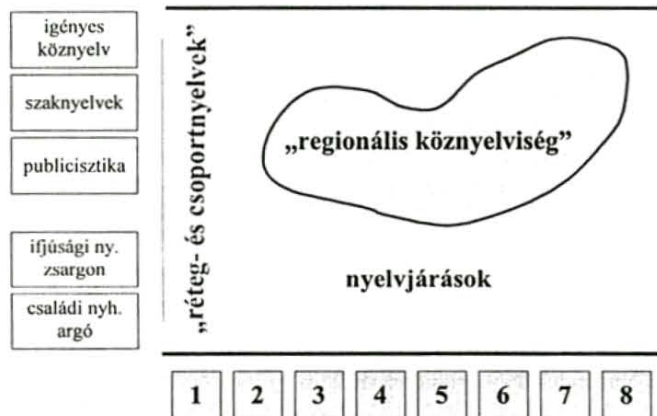 igényes
köznyelv
szaknyelvek
publicisztika
ifjúsági ny.
zsargon
családi nyh.
argó
„réteg- és csoportnyelvek”
„regionális köznyelviség”
nyelvjárások
1 2 3 4 5 6 7 8